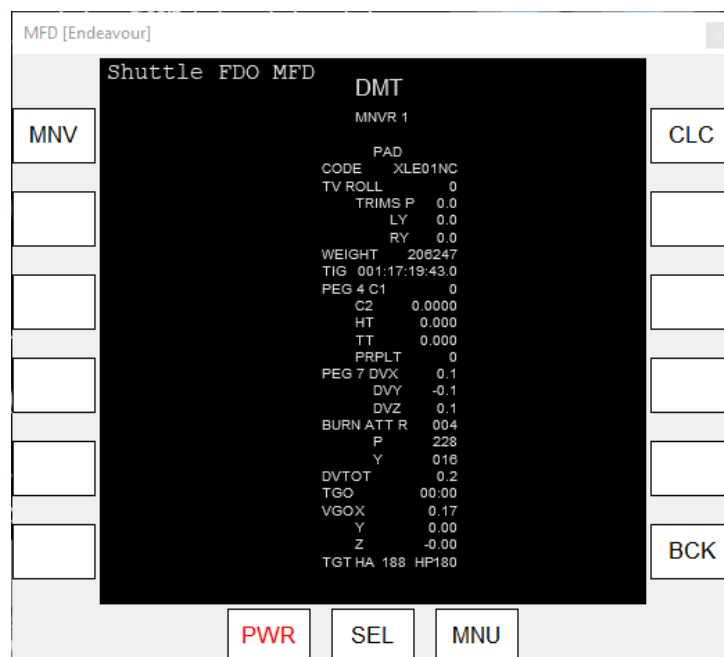 MFD [Endeavour]
x
Shuttle FDO MFD
DMT
MNVR 1
MNV
CLC
PAD
CODE XLE01NC
TV ROLL 0
TRIMS P 0.0
LY 0.0
RY 0.0
WEIGHT 206247
TIG 001:17:19:43.0
PEG 4 C1 0
C2 0.0000
HT 0.000
TT 0.000
PRPLT 0
PEG 7 DVX 0.1
DVY -0.1
DVZ 0.1
BURN ATT R 004
P 228
Y 016
DVTOT 0.2
TGO 00:00
VGOX 0.17
Y 0.00
Z -0.00
TGT HA 188 HP180
BCK
PWR SEL MNU